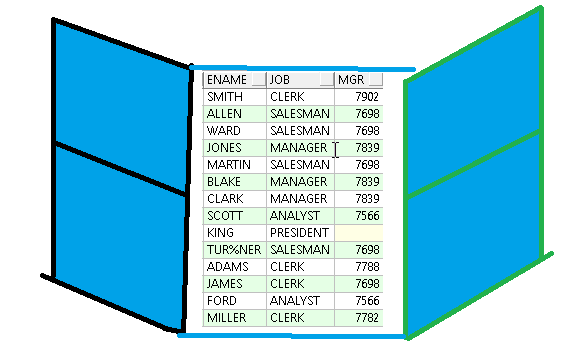 ENAME JOB MGR
SMITH CLERK 7902
ALLEN SALESMAN 7698
WARD SALESMAN 7698
JONES MANAGER 7839
MARTIN SALESMAN 7698
BLAKE MANAGER 7839
CLARK MANAGER 7839
SCOTT ANALYST 7566
KING PRESIDENT
TUR%NER SALESMAN 7698
ADAMS CLERK 7788
JAMES CLERK 7698
FORD ANALYST 7566
MILLER CLERK 7782